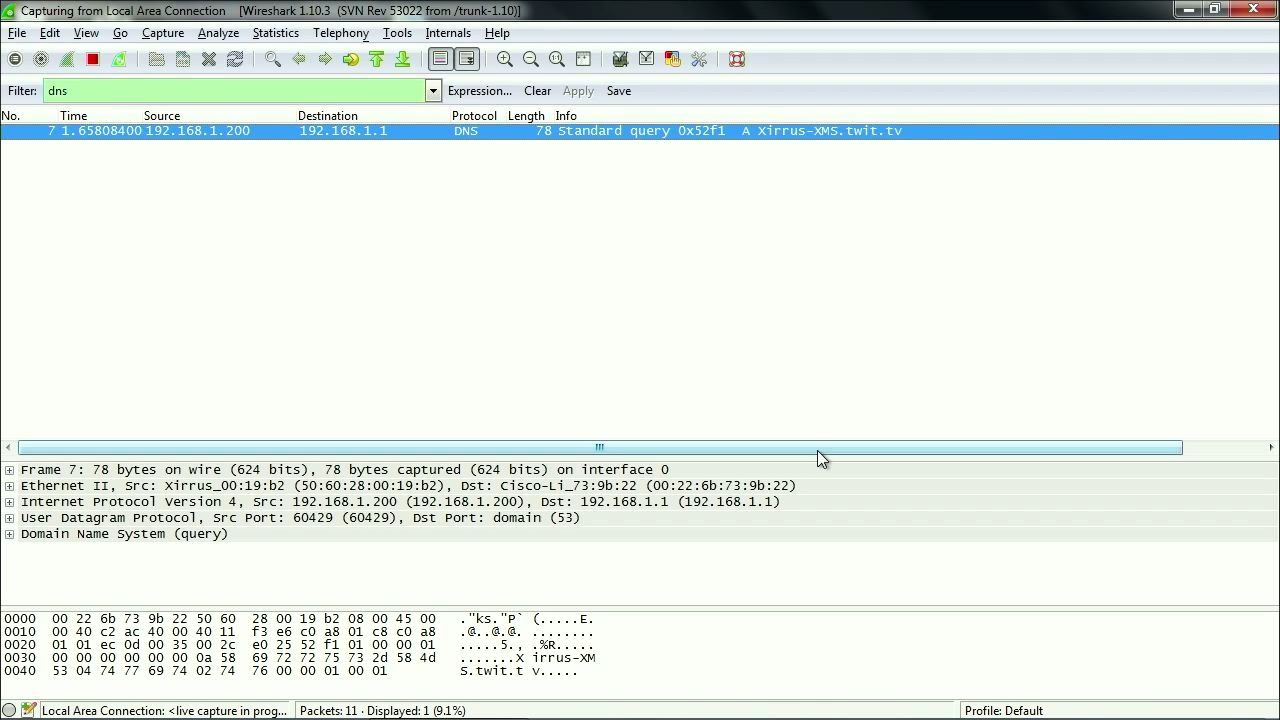 Capturing from Local Area Connection [Wireshark 1.10.3 (SVN Rev 53022 from /trunk-1.10)]
File Edit View Go Capture Analyze Statistics Telephony Tools Internals Help
Filter: dns Expression... Clear Apply Save
No. Time Source Destination Protocol Length Info
7 1.65808400 192.168.1.200 192.168.1.1 DNS 78 Standard query 0x52f1 A Xirrus-XMS.twit.tv
Frame 7: 78 bytes on wire (624 bits), 78 bytes captured (624 bits) on interface 0
Ethernet II, Src: Xirrus_00:19:b2 (50:60:28:00:19:b2), Dst: Cisco-Li_73:9b:22 (00:22:6b:73:9b:22)
Internet Protocol Version 4, Src: 192.168.1.200 (192.168.1.200), Dst: 192.168.1.1 (192.168.1.1)
User Datagram Protocol, Src Port: 60429 (60429), Dst Port: domain (53)
Domain Name System (query)
0000 00 22 6b 73 9b 22 50 60 28 00 19 b2 08 00 45 00 ."ks."P` (.....E.
0010 00 40 c2 ac 40 00 40 11 f3 e6 c0 a8 01 c8 c0 a8 .@..@.@. ........
0020 01 01 ec 0d 00 35 00 2c e0 25 52 f1 01 00 00 01 .....5., .%R.....
0030 00 00 00 00 00 00 0a 58 69 72 72 75 73 2d 58 4d .......X irrus-XM
0040 53 04 74 77 69 74 02 74 76 00 00 01 00 01 S.twit.t v.....
Local Area Connection: <live capture in prog... Packets: 11 · Displayed: 1 (9.1%) Profile: Default